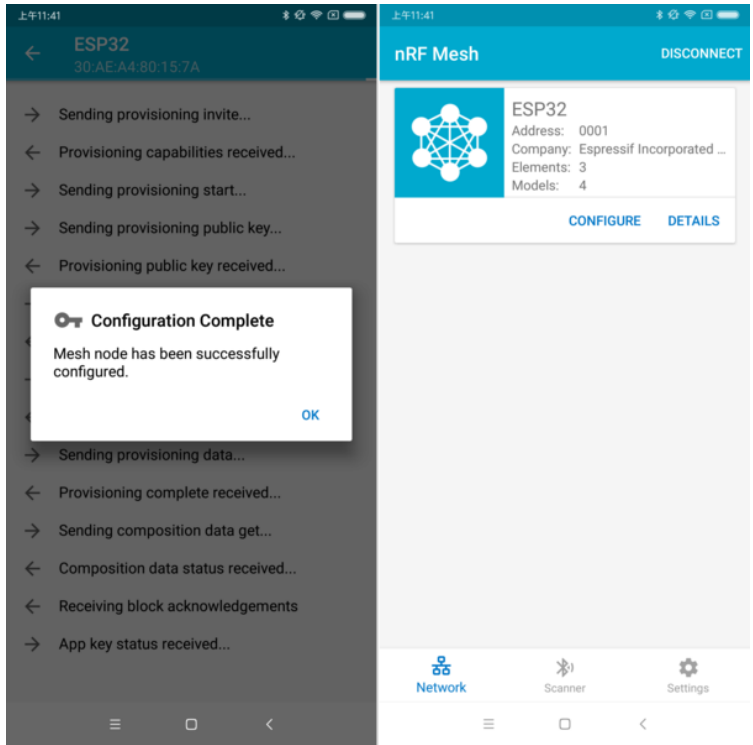 上午11:41
ESP32
30:AE:A4:80:15:7A
Sending provisioning invite...
Provisioning capabilities received...
Sending provisioning start...
Sending provisioning public key...
Provisioning public key received...
Configuration Complete
Mesh node has been successfully
configured.
OK
Sending provisioning data...
Provisioning complete received...
Sending composition data get...
Composition data status received...
Receiving block acknowledgements
App key status received...
上午11:41
nRF Mesh
DISCONNECT
ESP32
Address: 0001
Company: Espressif Incorporated ...
Elements: 3
Models: 4
CONFIGURE DETAILS
Network Scanner Settings